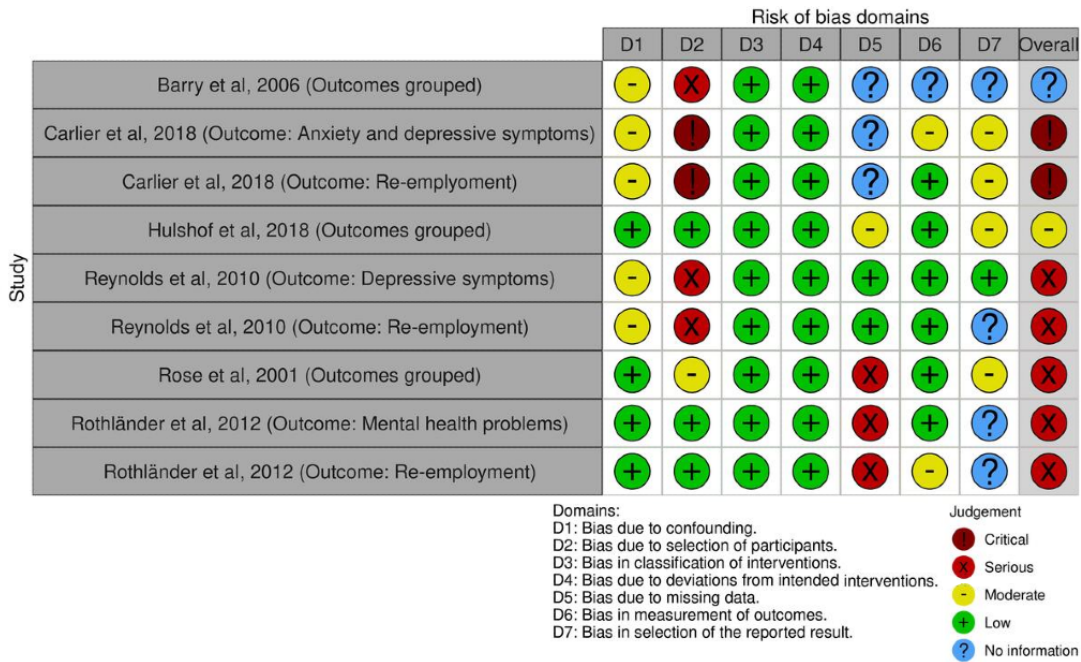 Risk of bias domains
D1 D2 D3 D4 D5 D6 D7 Overall
Study
Barry et al, 2006 (Outcomes grouped) - X + + ? ? ? ?
Carlier et al, 2018 (Outcome: Anxiety and depressive symptoms) - ! + + ? - - !
Carlier et al, 2018 (Outcome: Re-emplyoment) - ! + + ? + - !
Hulshof et al, 2018 (Outcomes grouped) + + + + - + - -
Reynolds et al, 2010 (Outcome: Depressive symptoms) - X + + + + + X
Reynolds et al, 2010 (Outcome: Re-employment) - X + + + + ? X
Rose et al, 2001 (Outcomes grouped) + - + + X + - X
Rothländer et al, 2012 (Outcome: Mental health problems) + + + + X + ? X
Rothländer et al, 2012 (Outcome: Re-employment) + + + + X - ? X
Domains:
D1: Bias due to confounding.
D2: Bias due to selection of participants.
D3: Bias in classification of interventions.
D4: Bias due to deviations from intended interventions.
D5: Bias due to missing data.
D6: Bias in measurement of outcomes.
D7: Bias in selection of the reported result.
Judgement
! Critical
X Serious
- Moderate
+ Low
? No information